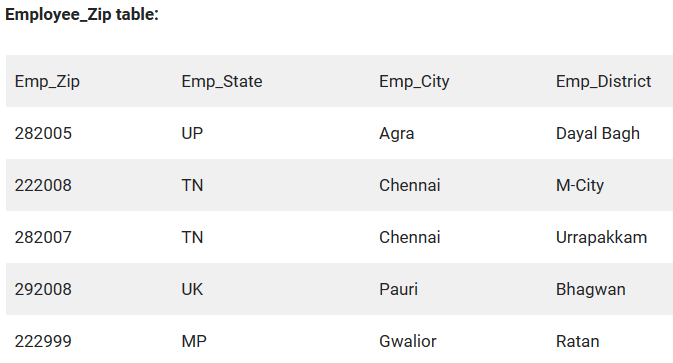 Employee_Zip table:
Emp_Zip Emp_State Emp_City Emp_District
282005 UP Agra Dayal Bagh
222008 TN Chennai M-City
282007 TN Chennai Urrapakkam
292008 UK Pauri Bhagwan
222999 MP Gwalior Ratan